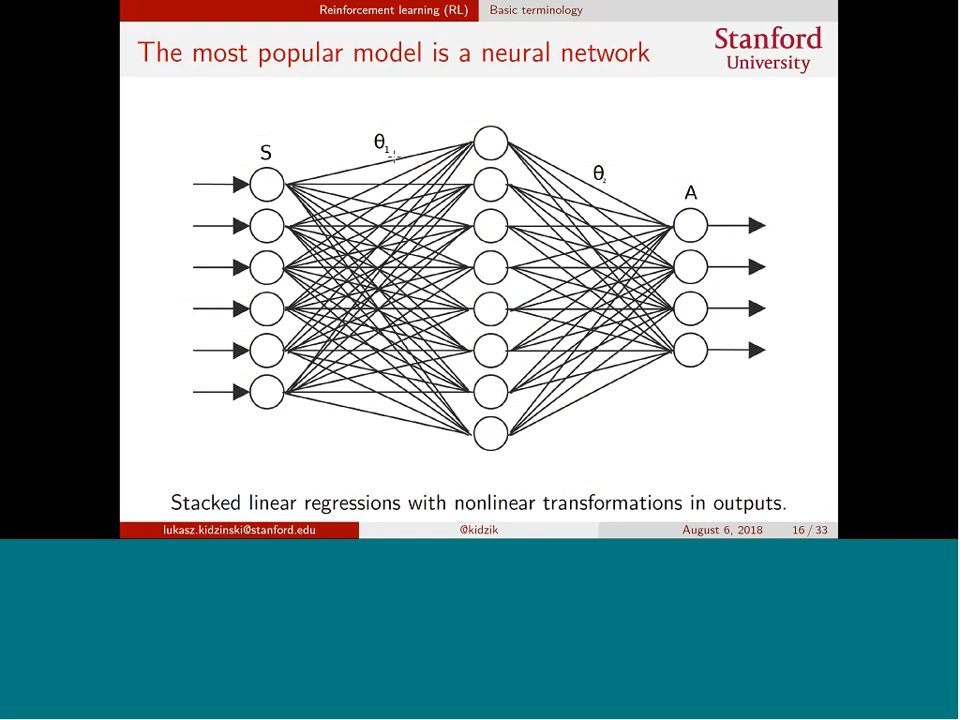 Reinforcement learning (RL) Basic terminology
The most popular model is a neural network
Stanford
University
S
θ1
θ2
A
Stacked linear regressions with nonlinear transformations in outputs.
lukasz.kidzinski@stanford.edu @kidzik August 6, 2018 16 / 33